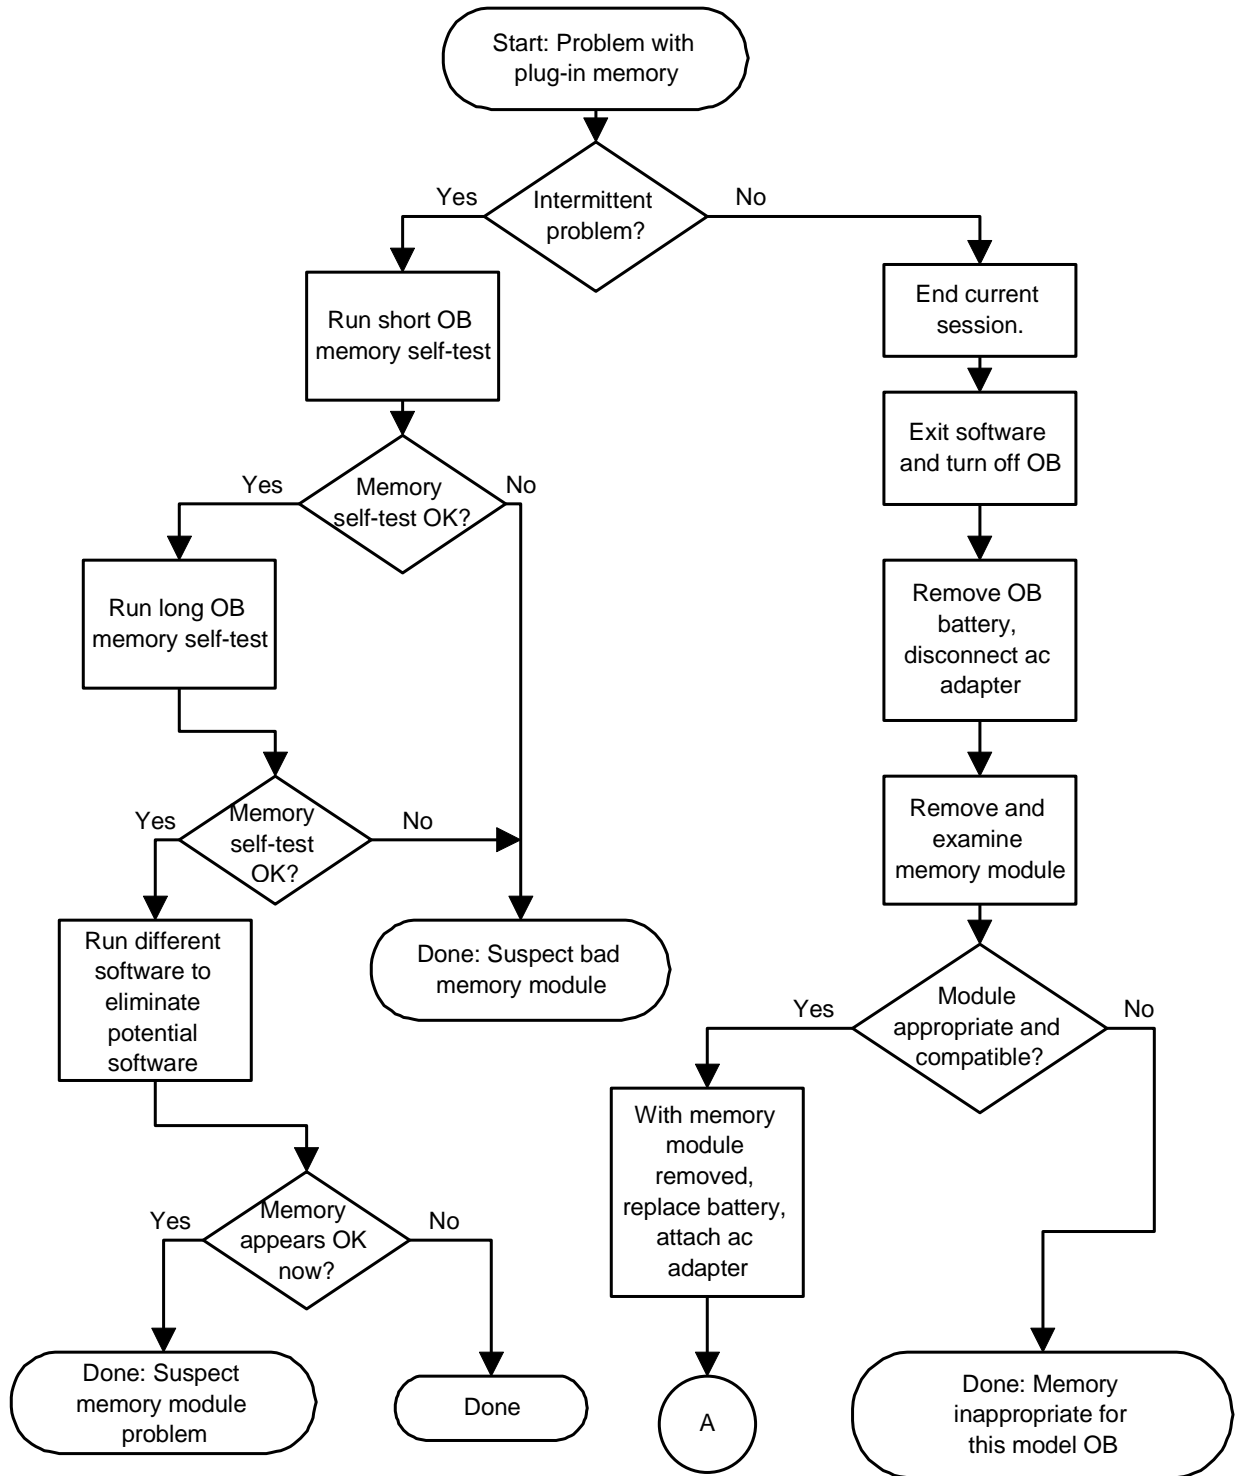 Start: Problem with
plug-in memory
Intermittent
problem?
Yes
No
Run short OB
memory self-test
End current
session.
Exit software
and turn off OB
Memory
self-test OK?
Yes
No
Run long OB
memory self-test
Remove OB
battery,
disconnect ac
adapter
Memory
self-test
OK?
Yes
No
Remove and
examine
memory module
Run different
software to
eliminate
potential
software
Done: Suspect bad
memory module
Module
appropriate and
compatible?
Yes
No
With memory
module
removed,
replace battery,
attach ac
adapter
Memory
appears OK
now?
Yes
No
Done: Suspect
memory module
problem
Done
A
Done: Memory
inappropriate for
this model OB